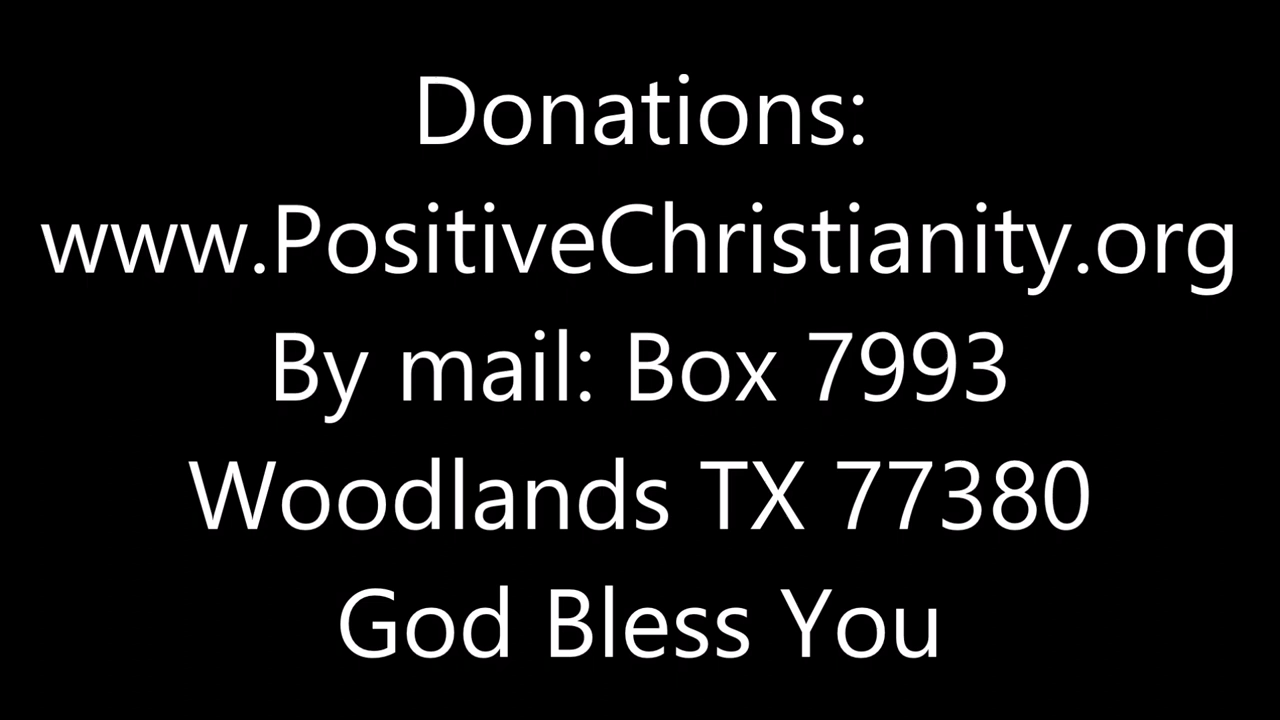 Donations:
www.PositiveChristianity.org
By mail: Box 7993
Woodlands TX 77380
God Bless You